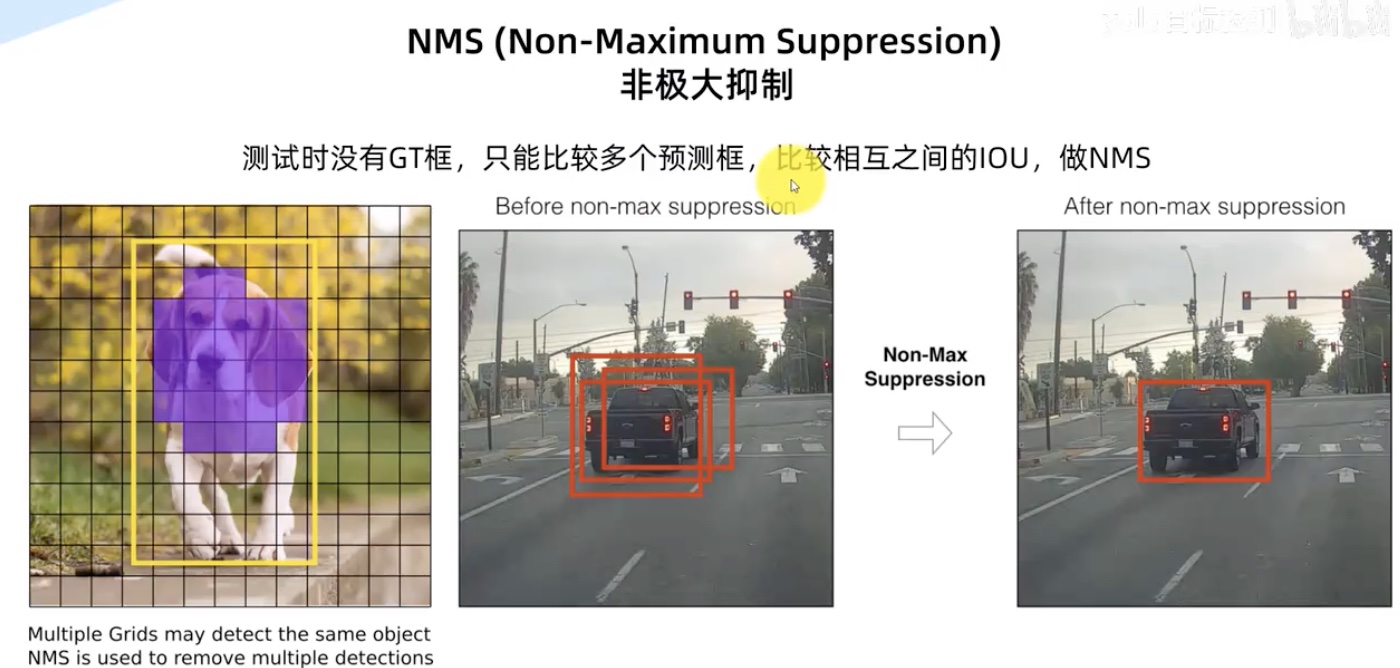 NMS (Non-Maximum Suppression)
非极大抑制
测试时没有GT框，只能比较多个预测框，比较相互之间的IOU，做NMS
Before non-max suppression
After non-max suppression
Non-Max
Suppression
Multiple Grids may detect the same object
NMS is used to remove multiple detections